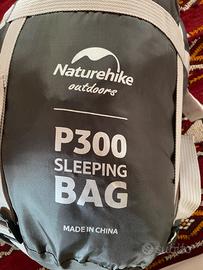 Naturehike
outdoors
P300
SLEEPING
BAG
MADE IN CHINA